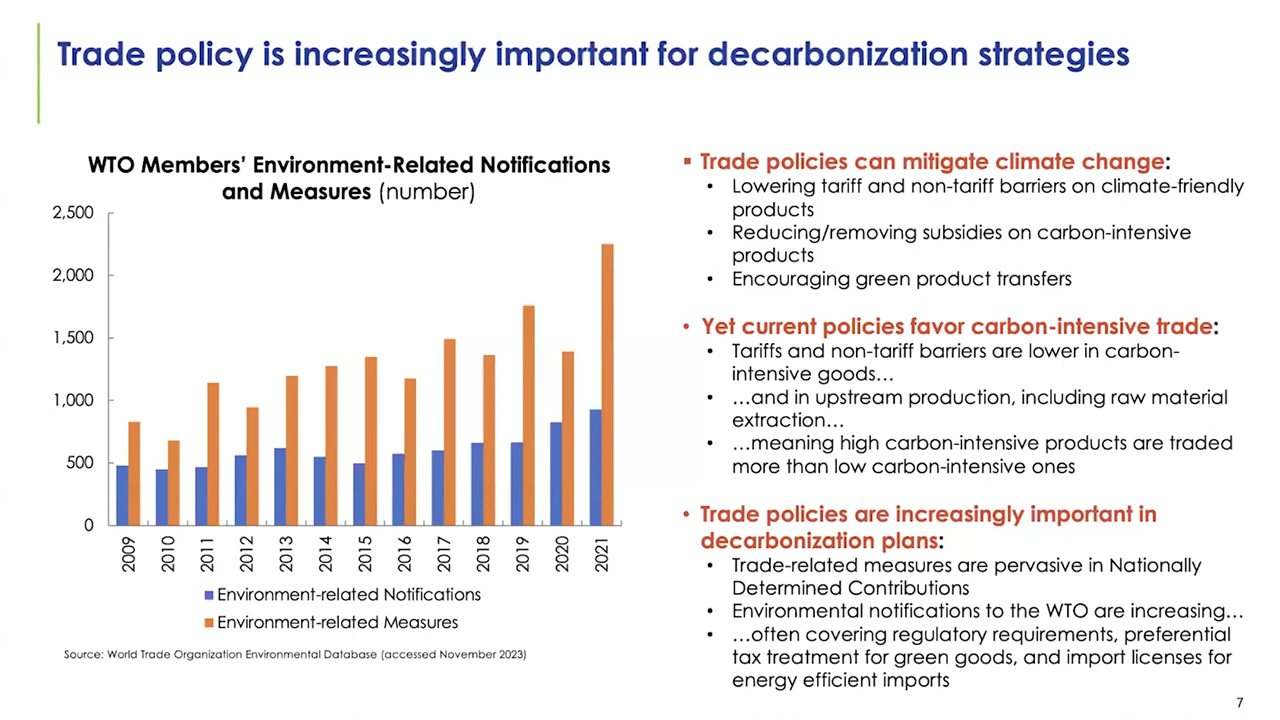 Trade policy is increasingly important for decarbonization strategies
WTO Members’ Environment-Related Notifications
and Measures (number)
2,500
2,000
1,500
1,000
500
0
2009
2010
2011
2012
2013
2014
2015
2016
2017
2018
2019
2020
2021
Environment-related Notifications
Environment-related Measures
Source: World Trade Organization Environmental Database (accessed November 2023)
▪ Trade policies can mitigate climate change:
• Lowering tariff and non-tariff barriers on climate-friendly
products
• Reducing/removing subsidies on carbon-intensive
products
• Encouraging green product transfers
• Yet current policies favor carbon-intensive trade:
• Tariffs and non-tariff barriers are lower in carbon-
intensive goods…
• …and in upstream production, including raw material
extraction…
• …meaning high carbon-intensive products are traded
more than low carbon-intensive ones
• Trade policies are increasingly important in
decarbonization plans:
• Trade-related measures are pervasive in Nationally
Determined Contributions
• Environmental notifications to the WTO are increasing…
• …often covering regulatory requirements, preferential
tax treatment for green goods, and import licenses for
energy efficient imports
7